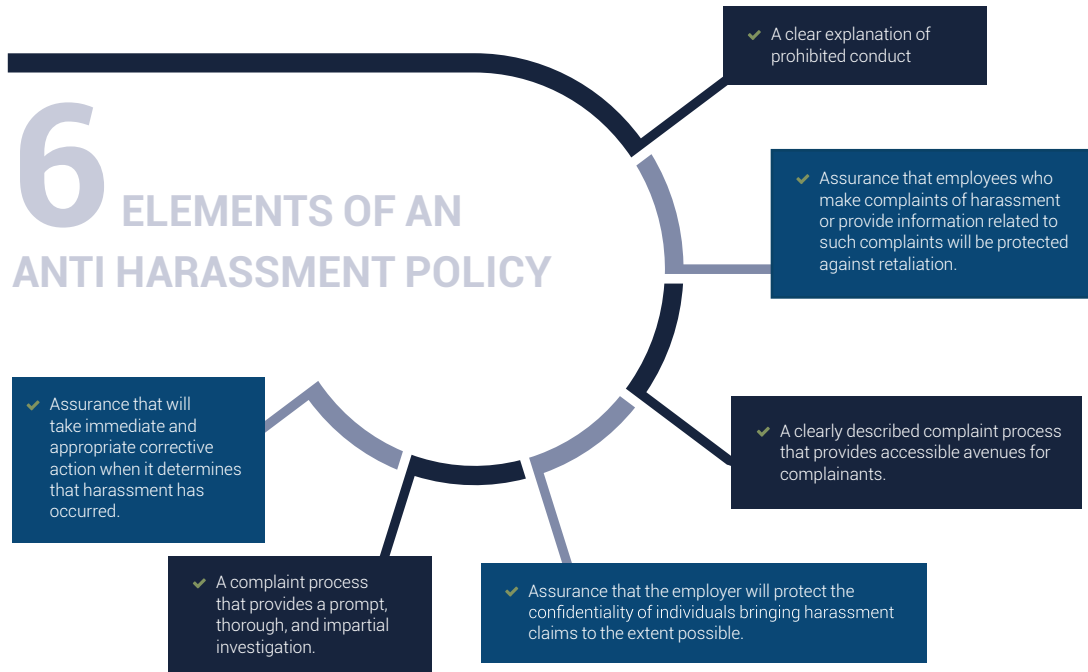 6 ELEMENTS OF AN
ANTI HARASSMENT POLICY
A clear explanation of
prohibited conduct
Assurance that employees who
make complaints of harassment
or provide information related to
such complaints will be protected
against retaliation.
A clearly described complaint process
that provides accessible avenues for
complainants.
Assurance that the employer will protect the
confidentiality of individuals bringing harassment
claims to the extent possible.
A complaint process
that provides a prompt,
thorough, and impartial
investigation.
Assurance that will
take immediate and
appropriate corrective
action when it determines
that harassment has
occurred.